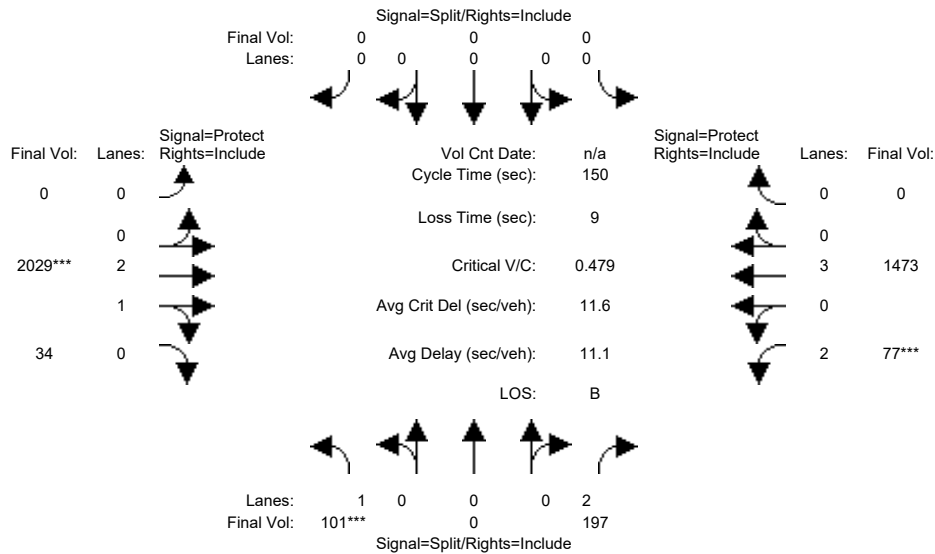 Signal=Split/Rights=Include
Final Vol: 0 0 0
Lanes: 0 0 0 0 0
Signal=Protect Signal=Protect
Final Vol: Lanes: Rights=Include Vol Cnt Date: n/a Rights=Include Lanes: Final Vol:
Cycle Time (sec): 150
0 0 0 0
Loss Time (sec): 9
0 0
2029*** 2 Critical V/C: 0.479 3 1473
1 Avg Crit Del (sec/veh): 11.6 0
34 0 Avg Delay (sec/veh): 11.1 2 77***
LOS: B
Lanes: 1 0 0 0 2
Final Vol: 101*** 0 197
Signal=Split/Rights=Include